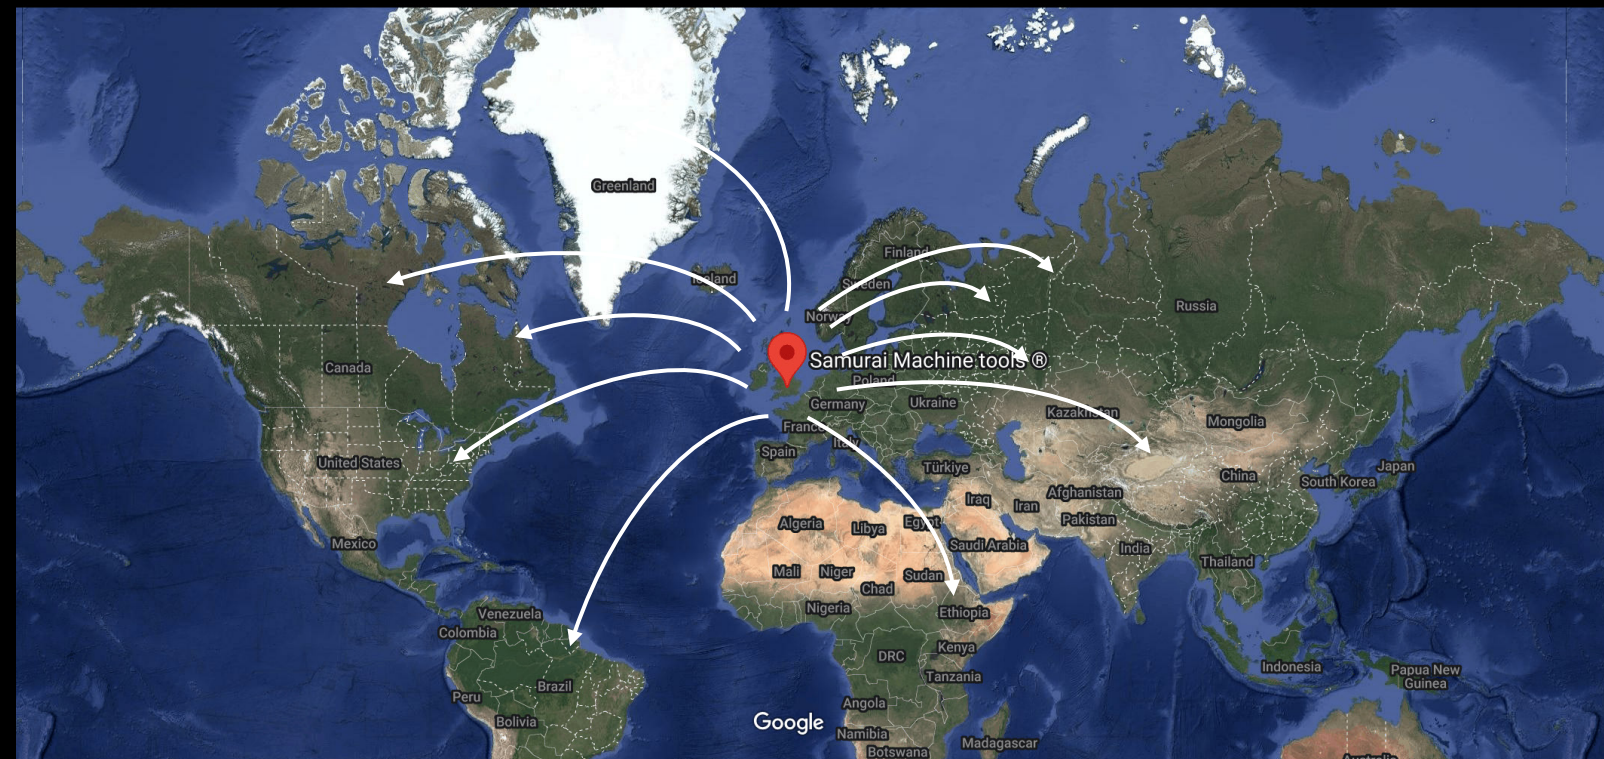 Greenland
Finland
Iceland
Sweden
Russia
Norway
Samurai Machine tools ®
Canada
Poland
Germany
Ukraine
Kazakhstan
Mongolia
France
Italy
Spain
United States
Türkiye
China
Japan
South Korea
Iraq
Iran
Afghanistan
Pakistan
Algeria
Libya
Egypt
Mexico
Saudi Arabia
India
Thailand
Mali
Niger
Chad
Sudan
Nigeria
Ethiopia
Venezuela
Colombia
Kenya
DRC
Tanzania
Indonesia
Papua New
Guinea
Brazil
Peru
Angola
Bolivia
Google
Namibia
Madagascar
Botswana
Australia